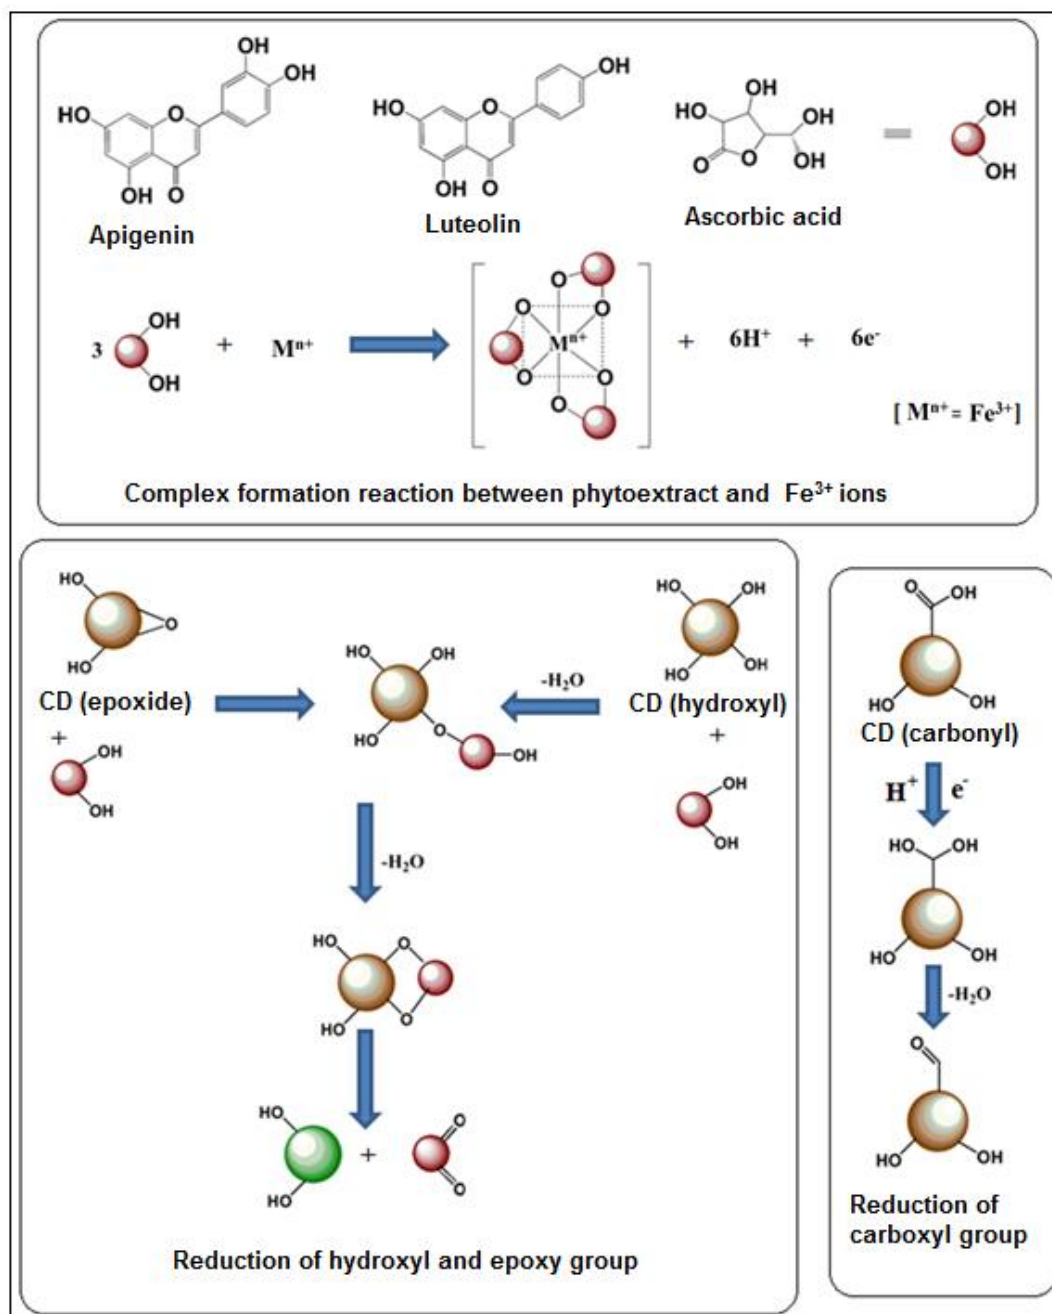 OH
HO
OH
O
OH
O
Apigenin
HO
OH
O
OH
O
Luteolin
OH
HO
OH
O
O
OH
Ascorbic acid
=
OH
OH
3
OH
OH
+
Mⁿ⁺
O
O
O
Mⁿ⁺
O
O
O
+
6H⁺
+
6e⁻
[ Mⁿ⁺= Fe³⁺]
Complex formation reaction between phytoextract and Fe³⁺ ions
HO
O
HO
CD (epoxide)
+
OH
OH
HO
OH
HO
O
OH
-H₂O
HO
OH
HO
OH
CD (hydroxyl)
+
OH
OH
-H₂O
HO
O
HO
O
HO
HO
+
O
O
Reduction of hydroxyl and epoxy group
O
OH
HO
OH
CD (carbonyl)
H⁺ e⁻
HO
OH
HO
OH
-H₂O
O
HO
OH
Reduction of
carboxyl group